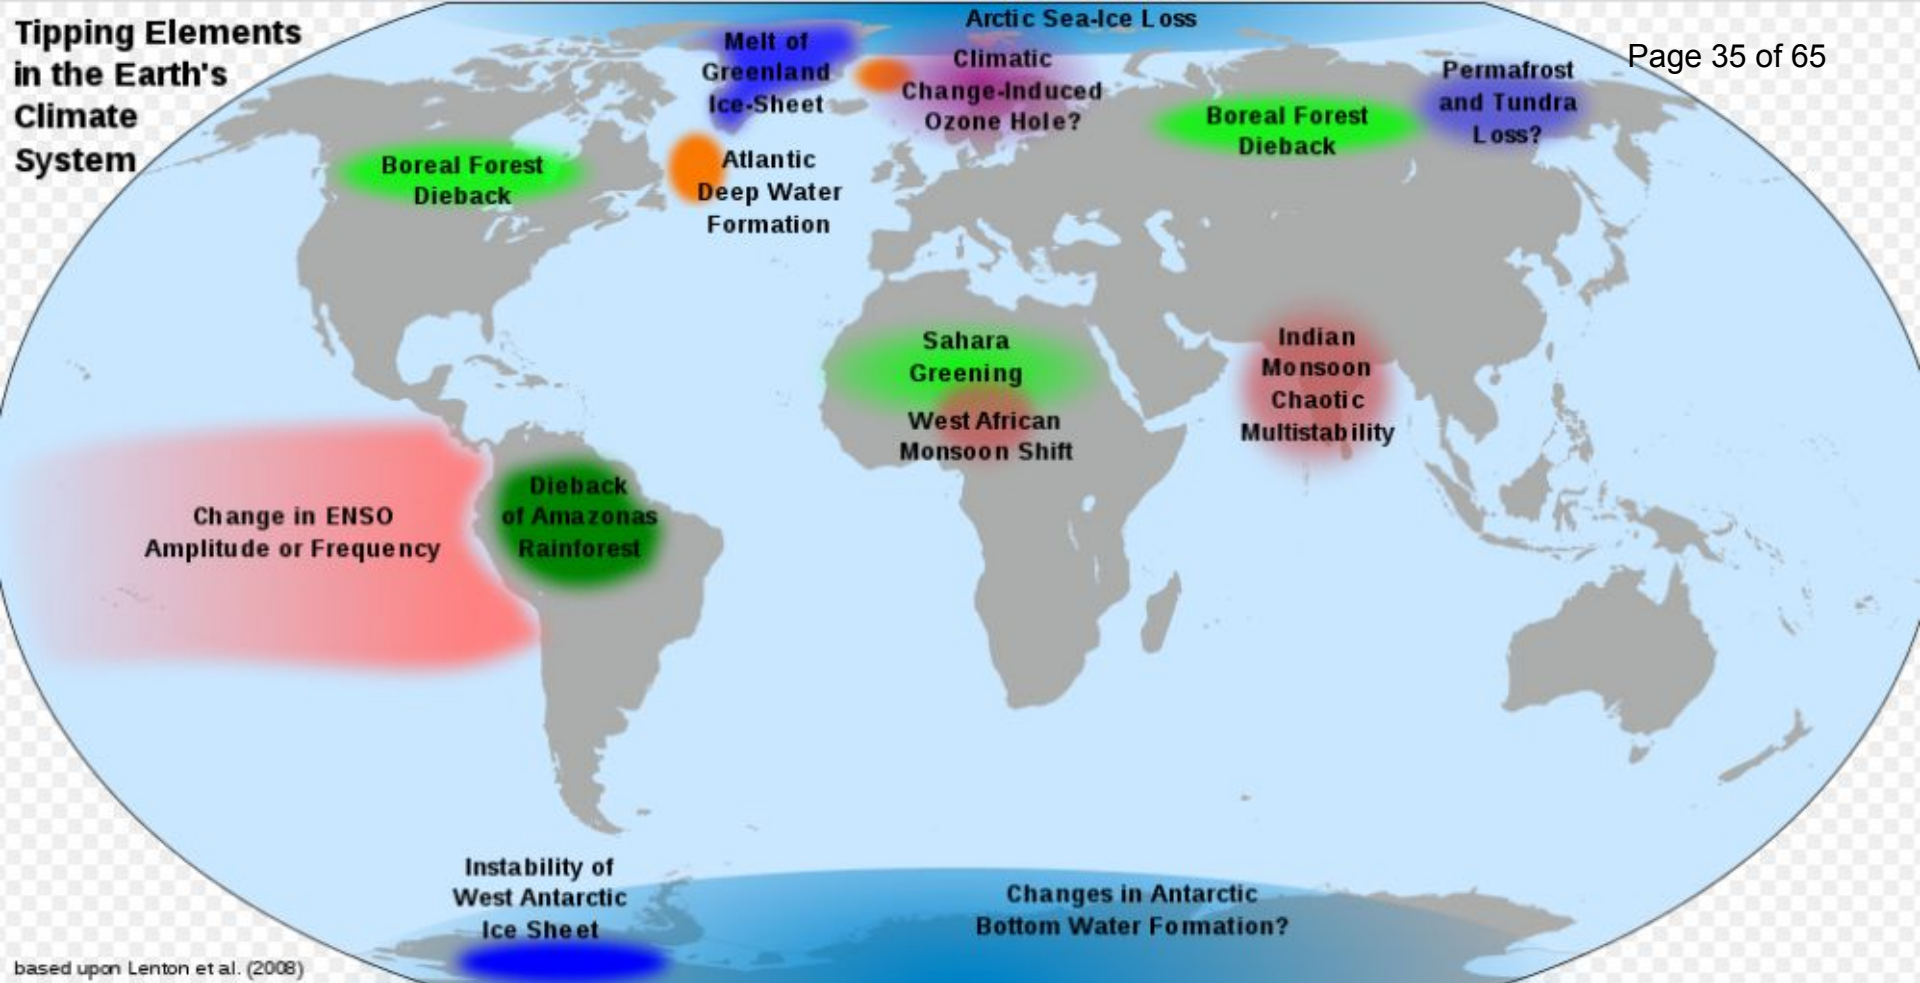 Tipping Elements
in the Earth's
Climate
System
Arctic Sea-Ice Loss
Page 35 of 65
Melt of
Greenland
Ice-Sheet
Climatic
Change-Induced
Ozone Hole?
Permafrost
and Tundra
Loss?
Boreal Forest
Dieback
Boreal Forest
Dieback
Atlantic
Deep Water
Formation
Sahara
Greening
West African
Monsoon Shift
Indian
Monsoon
Chaotic
Multistability
Change in ENSO
Amplitude or Frequency
Dieback
of Amazonas
Rainforest
Instability of
West Antarctic
Ice Sheet
Changes in Antarctic
Bottom Water Formation?
based upon Lenton et al. (2008)